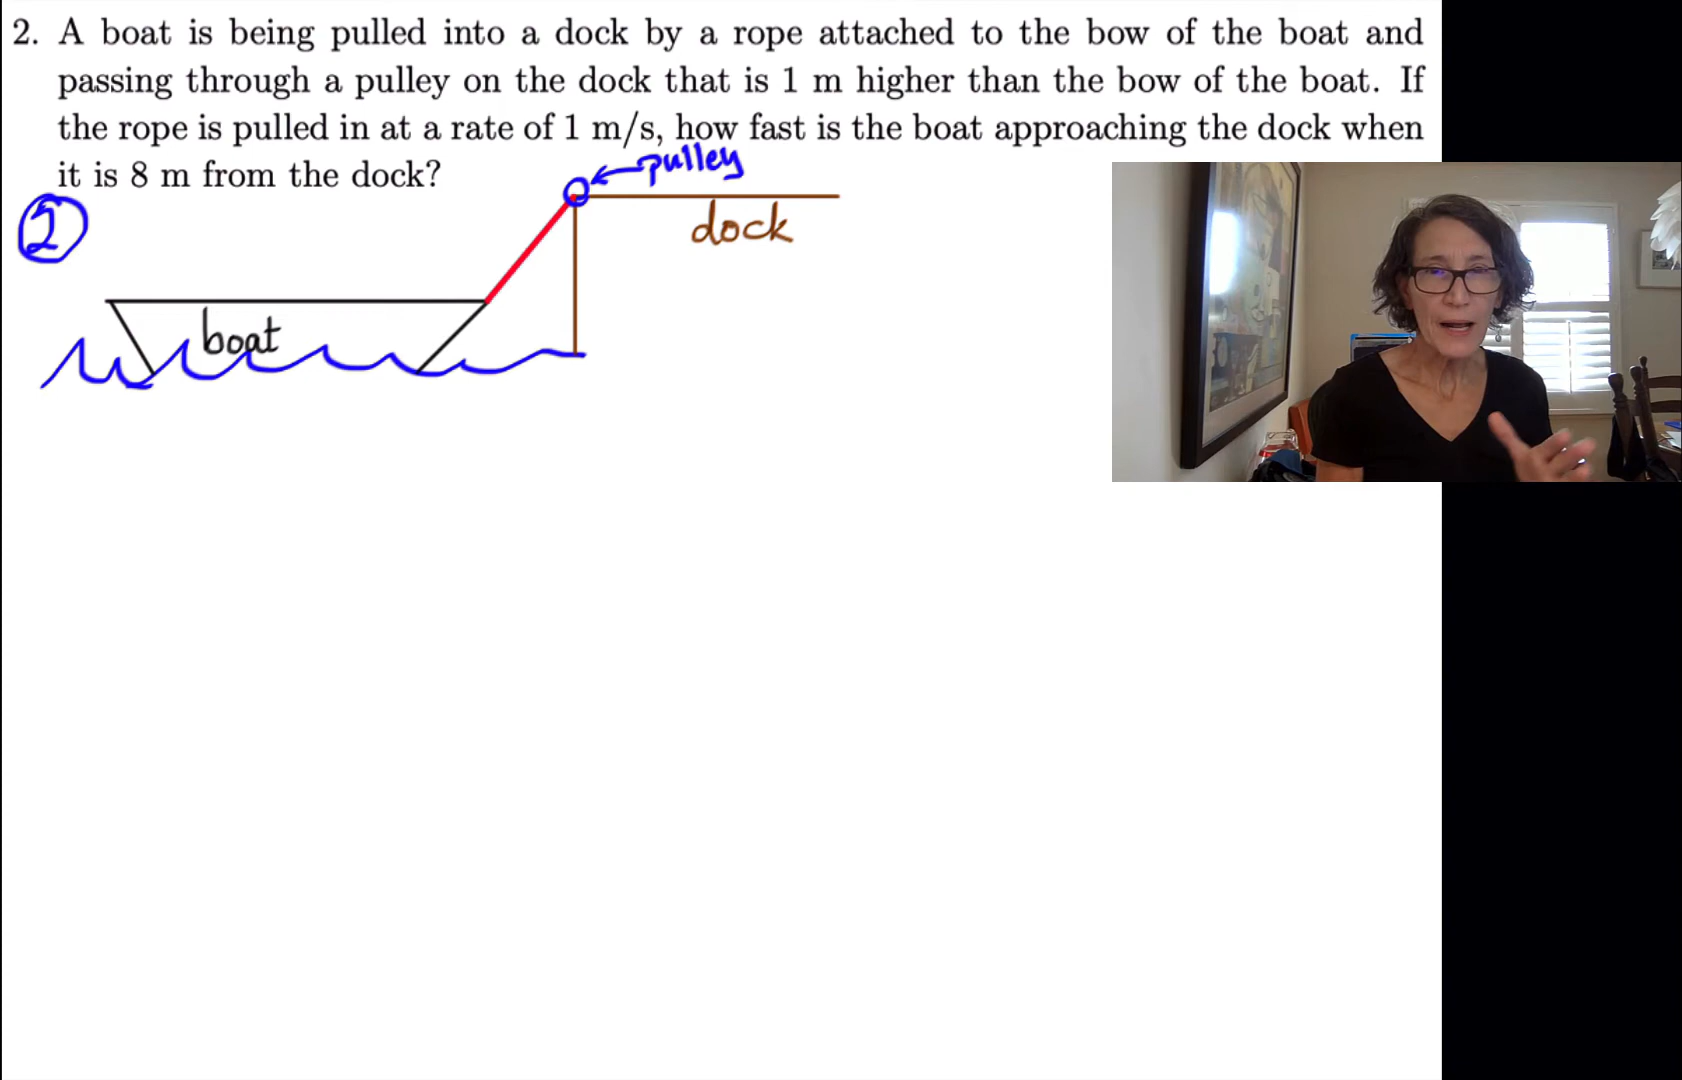 2. A boat is being pulled into a dock by a rope attached to the bow of the boat and
passing through a pulley on the dock that is 1 m higher than the bow of the boat. If
the rope is pulled in at a rate of 1 m/s, how fast is the boat approaching the dock when
it is 8 m from the dock?
pulley
2
dock
boat